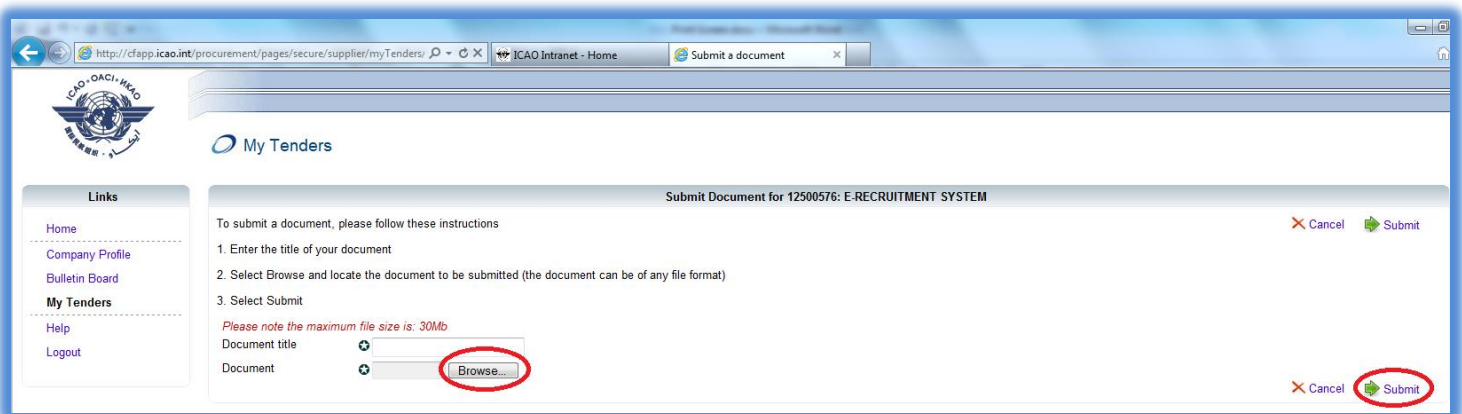 http://cfapp.icao.int/procurement/pages/secure/supplier/myTenders/
ICAO Intranet - Home
Submit a document
ICAO·OACI·ИКАО
My Tenders
Links
Submit Document for 12500576: E-RECRUITMENT SYSTEM
Home
Company Profile
Bulletin Board
My Tenders
Help
Logout
To submit a document, please follow these instructions
Cancel Submit
1. Enter the title of your document
2. Select Browse and locate the document to be submitted (the document can be of any file format)
3. Select Submit
Please note the maximum file size is: 30Mb
Document title
Document Browse...
Cancel Submit